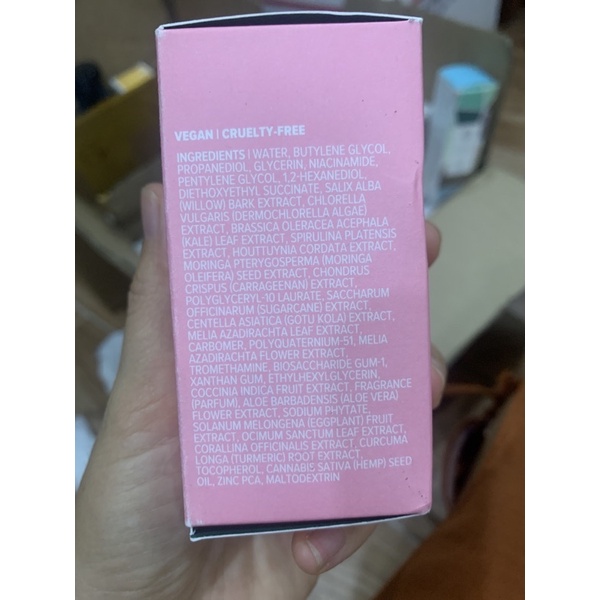 VEGAN | CRUELTY-FREE
INGREDIENTS | WATER, BUTYLENE GLYCOL,
PROPANEDIOL, GLYCERIN, NIACINAMIDE,
PENTYLENE GLYCOL, 1,2-HEXANEDIOL,
DIETHOXYETHYL SUCCINATE, SALIX ALBA
(WILLOW) BARK EXTRACT, CHLORELLA
VULGARIS (DERMOCHLORELLA ALGAE)
EXTRACT, BRASSICA OLERACEA ACEPHALA
(KALE) LEAF EXTRACT, SPIRULINA PLATENSIS
EXTRACT, HOUTTUYNIA CORDATA EXTRACT,
MORINGA PTERYGOSPERMA (MORINGA
OLEIFERA) SEED EXTRACT, CHONDRUS
CRISPUS (CARRAGEENAN) EXTRACT,
POLYGLYCERYL-10 LAURATE, SACCHARUM
OFFICINARUM (SUGARCANE) EXTRACT,
CENTELLA ASIATICA (GOTU KOLA) EXTRACT,
MELIA AZADIRACHTA LEAF EXTRACT,
CARBOMER, POLYQUATERNIUM-51, MELIA
AZADIRACHTA FLOWER EXTRACT,
TROMETHAMINE, BIOSACCHARIDE GUM-1,
XANTHAN GUM, ETHYLHEXYLGLYCERIN,
COCCINIA INDICA FRUIT EXTRACT, FRAGRANCE
(PARFUM), ALOE BARBADENSIS (ALOE VERA)
FLOWER EXTRACT, SODIUM PHYTATE,
SOLANUM MELONGENA (EGGPLANT) FRUIT
EXTRACT, OCIMUM SANCTUM LEAF EXTRACT,
CORALLINA OFFICINALIS EXTRACT, CURCUMA
LONGA (TURMERIC) ROOT EXTRACT,
TOCOPHEROL, CANNABIS SATIVA (HEMP) SEED
OIL, ZINC PCA, MALTODEXTRIN